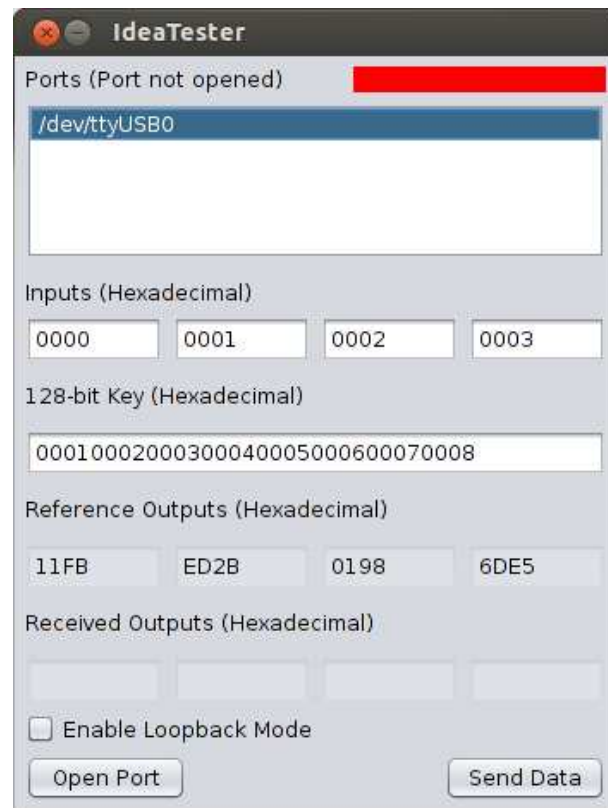 IdeaTester
Ports (Port not opened)
/dev/ttyUSB0
Inputs (Hexadecimal)
0000 0001 0002 0003
128-bit Key (Hexadecimal)
00010002000300040005000600070008
Reference Outputs (Hexadecimal)
11FB ED2B 0198 6DE5
Received Outputs (Hexadecimal)
Enable Loopback Mode
Open Port Send Data